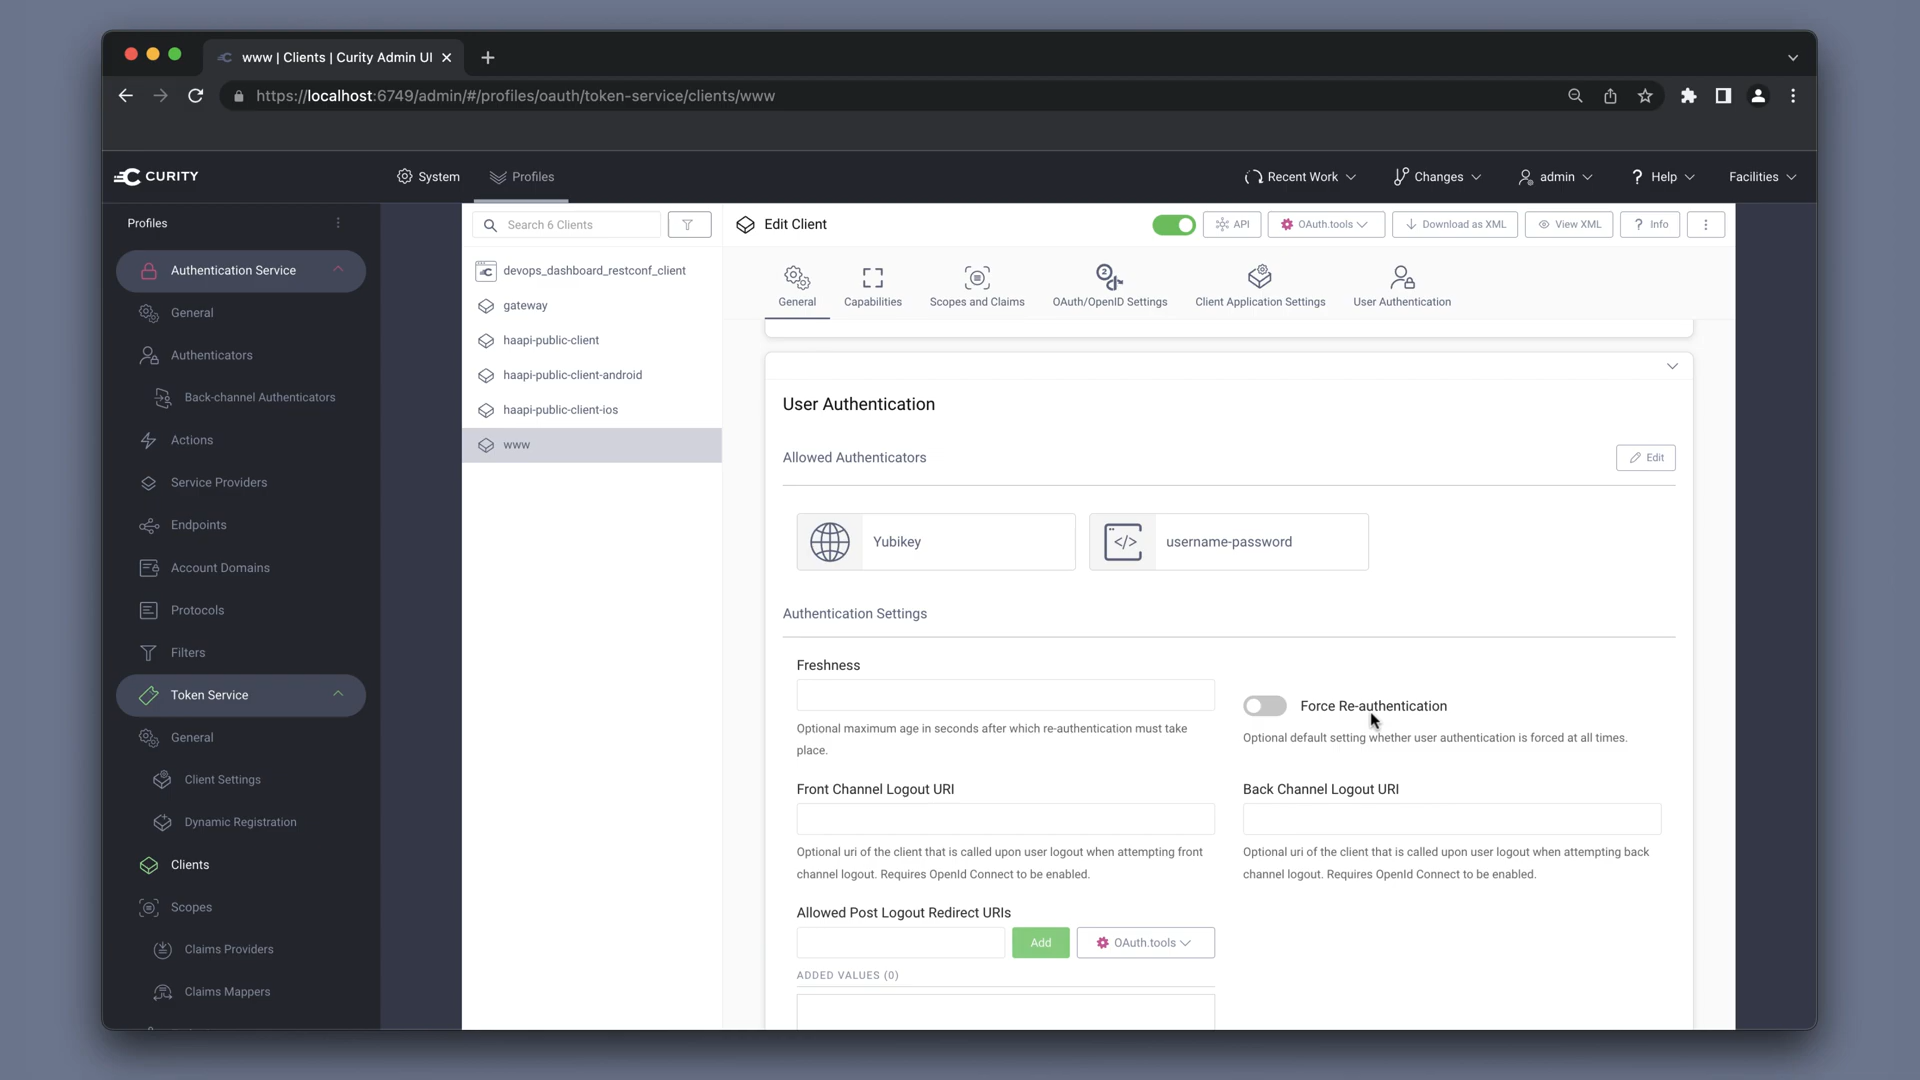 www | Clients | Curity Admin UI
https://localhost:6749/admin/#/profiles/oauth/token-service/clients/www
CURITY
System
Profiles
Recent Work
Changes
admin
? Help
Facilities
Profiles
Authentication Service
General
Authenticators
Back-channel Authenticators
Actions
Service Providers
Endpoints
Account Domains
Protocols
Filters
Token Service
General
Client Settings
Dynamic Registration
Clients
Scopes
Claims Providers
Claims Mappers
Search 6 Clients
devops_dashboard_restconf_client
gateway
haapi-public-client
haapi-public-client-android
haapi-public-client-ios
www
Edit Client
API
OAuth.tools
Download as XML
View XML
? Info
General
Capabilities
Scopes and Claims
OAuth/OpenID Settings
Client Application Settings
User Authentication
User Authentication
Allowed Authenticators
Edit
Yubikey
username-password
Authentication Settings
Freshness
Optional maximum age in seconds after which re-authentication must take
place.
Force Re-authentication
Optional default setting whether user authentication is forced at all times.
Front Channel Logout URI
Optional uri of the client that is called upon user logout when attempting front
channel logout. Requires OpenId Connect to be enabled.
Back Channel Logout URI
Optional uri of the client that is called upon user logout when attempting back
channel logout. Requires OpenId Connect to be enabled.
Allowed Post Logout Redirect URIs
Add
OAuth.tools
ADDED VALUES (0)